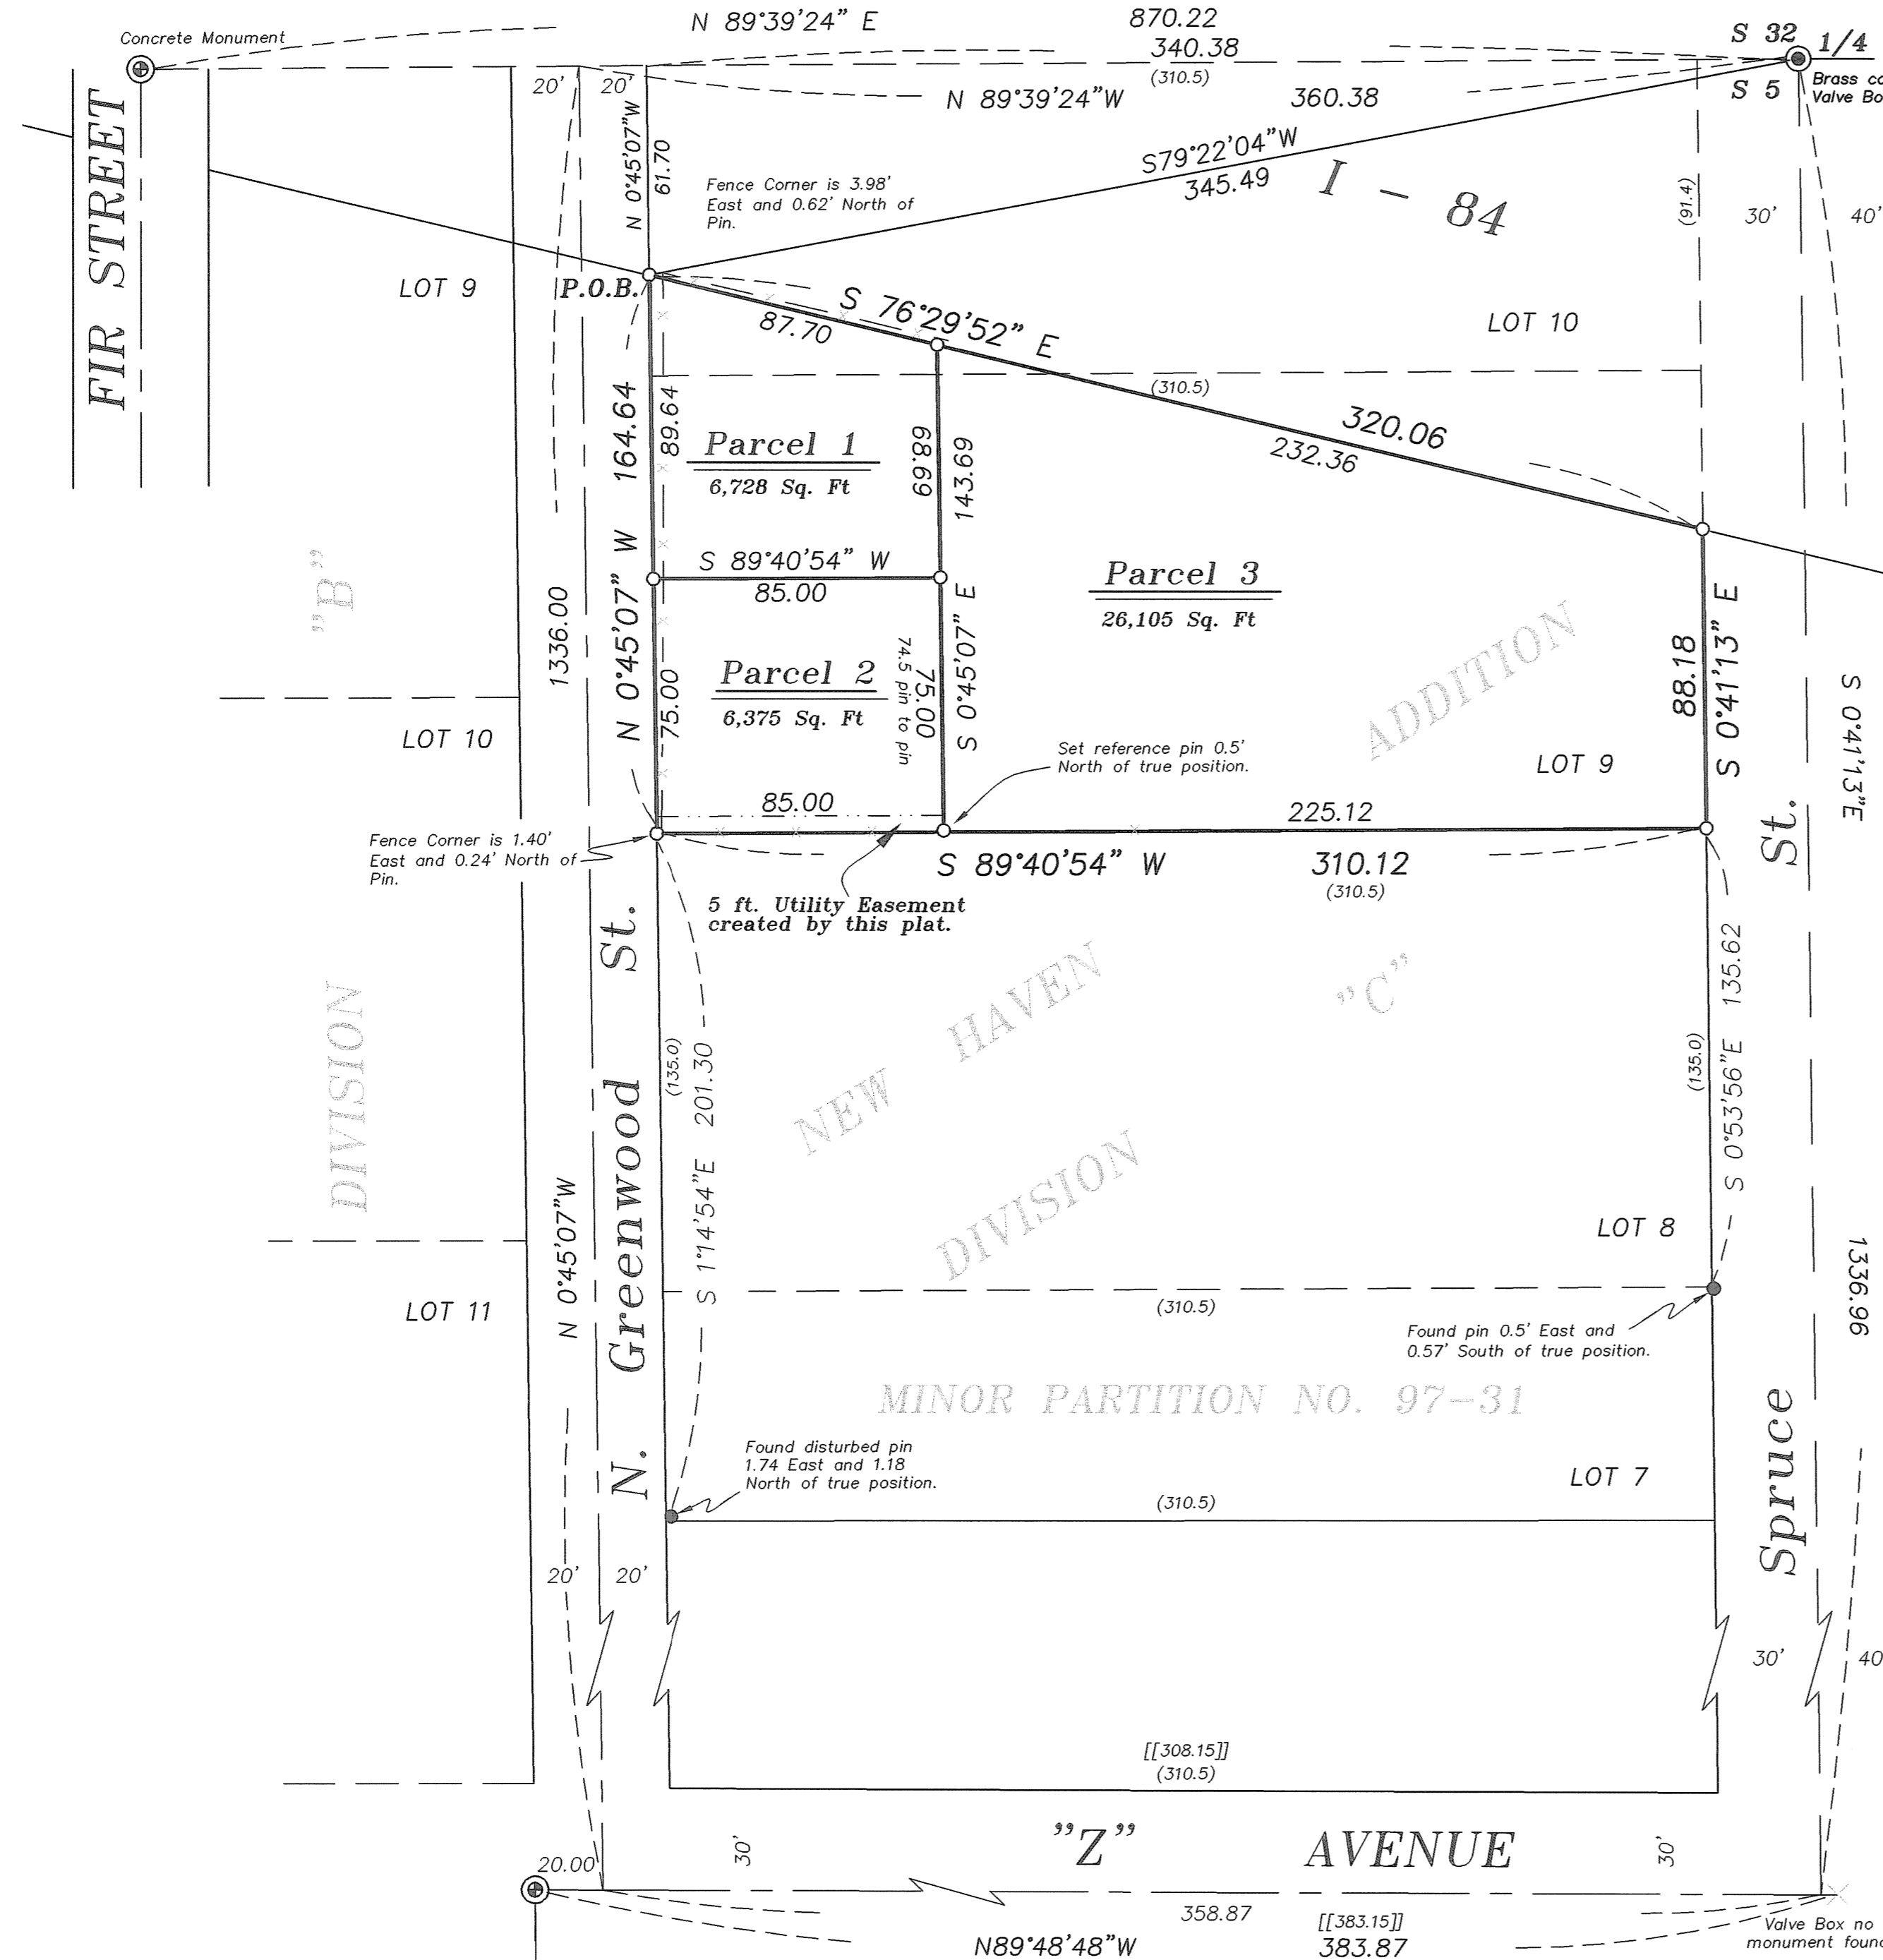 N 89°39'24" E
870.22
Concrete Monument
340.38
(310.5)
S 32
1/4
S 5
Valve
20'
20'
N 89°39'24"W
360.38
FIR STREET
N 0°45'07"W
61.70
S79°22'04"W
345.49
I - 84
(91.4)
30'
40'
Fence Corner is 3.98'
East and 0.62' North of
Pin.
LOT 9
P.O.B.
S 76°29'52" E
87.70
LOT 10
(310.5)
320.06
232.36
N 0°45'07" W 164.64
89.64
Parcel 1
6,728 Sq. Ft
68.69
143.69
S 89°40'54" W
85.00
Parcel 3
26,105 Sq. Ft
"B"
1336.00
Parcel 2
6,375 Sq. Ft
75.00
74.5 pin to pin
75.00
S 0°45'07" E
88.18
S 0°41'13" E
ADDITION
S 0°41'13"E
LOT 10
Set reference pin 0.5'
North of true position.
LOT 9
85.00
225.12
Fence Corner is 1.40'
East and 0.24' North of
Pin.
S 89°40'54" W
310.12
(310.5)
5 ft. Utility Easement
created by this plat.
N. Greenwood St.
Spruce St.
NEW HAVEN
"C"
DIVISION
DIVISION
(135.0)
S 1°14'54"E 201.30
(135.0)
S 0°53'56"E 135.62
N 0°45'07"W
LOT 8
1336.96
LOT 11
(310.5)
Found pin 0.5' East and
0.57' South of true position.
MINOR PARTITION NO. 97-31
Found disturbed pin
1.74 East and 1.18
North of true position.
LOT 7
(310.5)
20'
20'
30'
40
[[308.15]]
(310.5)
"Z" AVENUE
20.00
30'
30'
358.87
[[383.15]]
N89°48'48"W
383.87
Valve Box no
monument